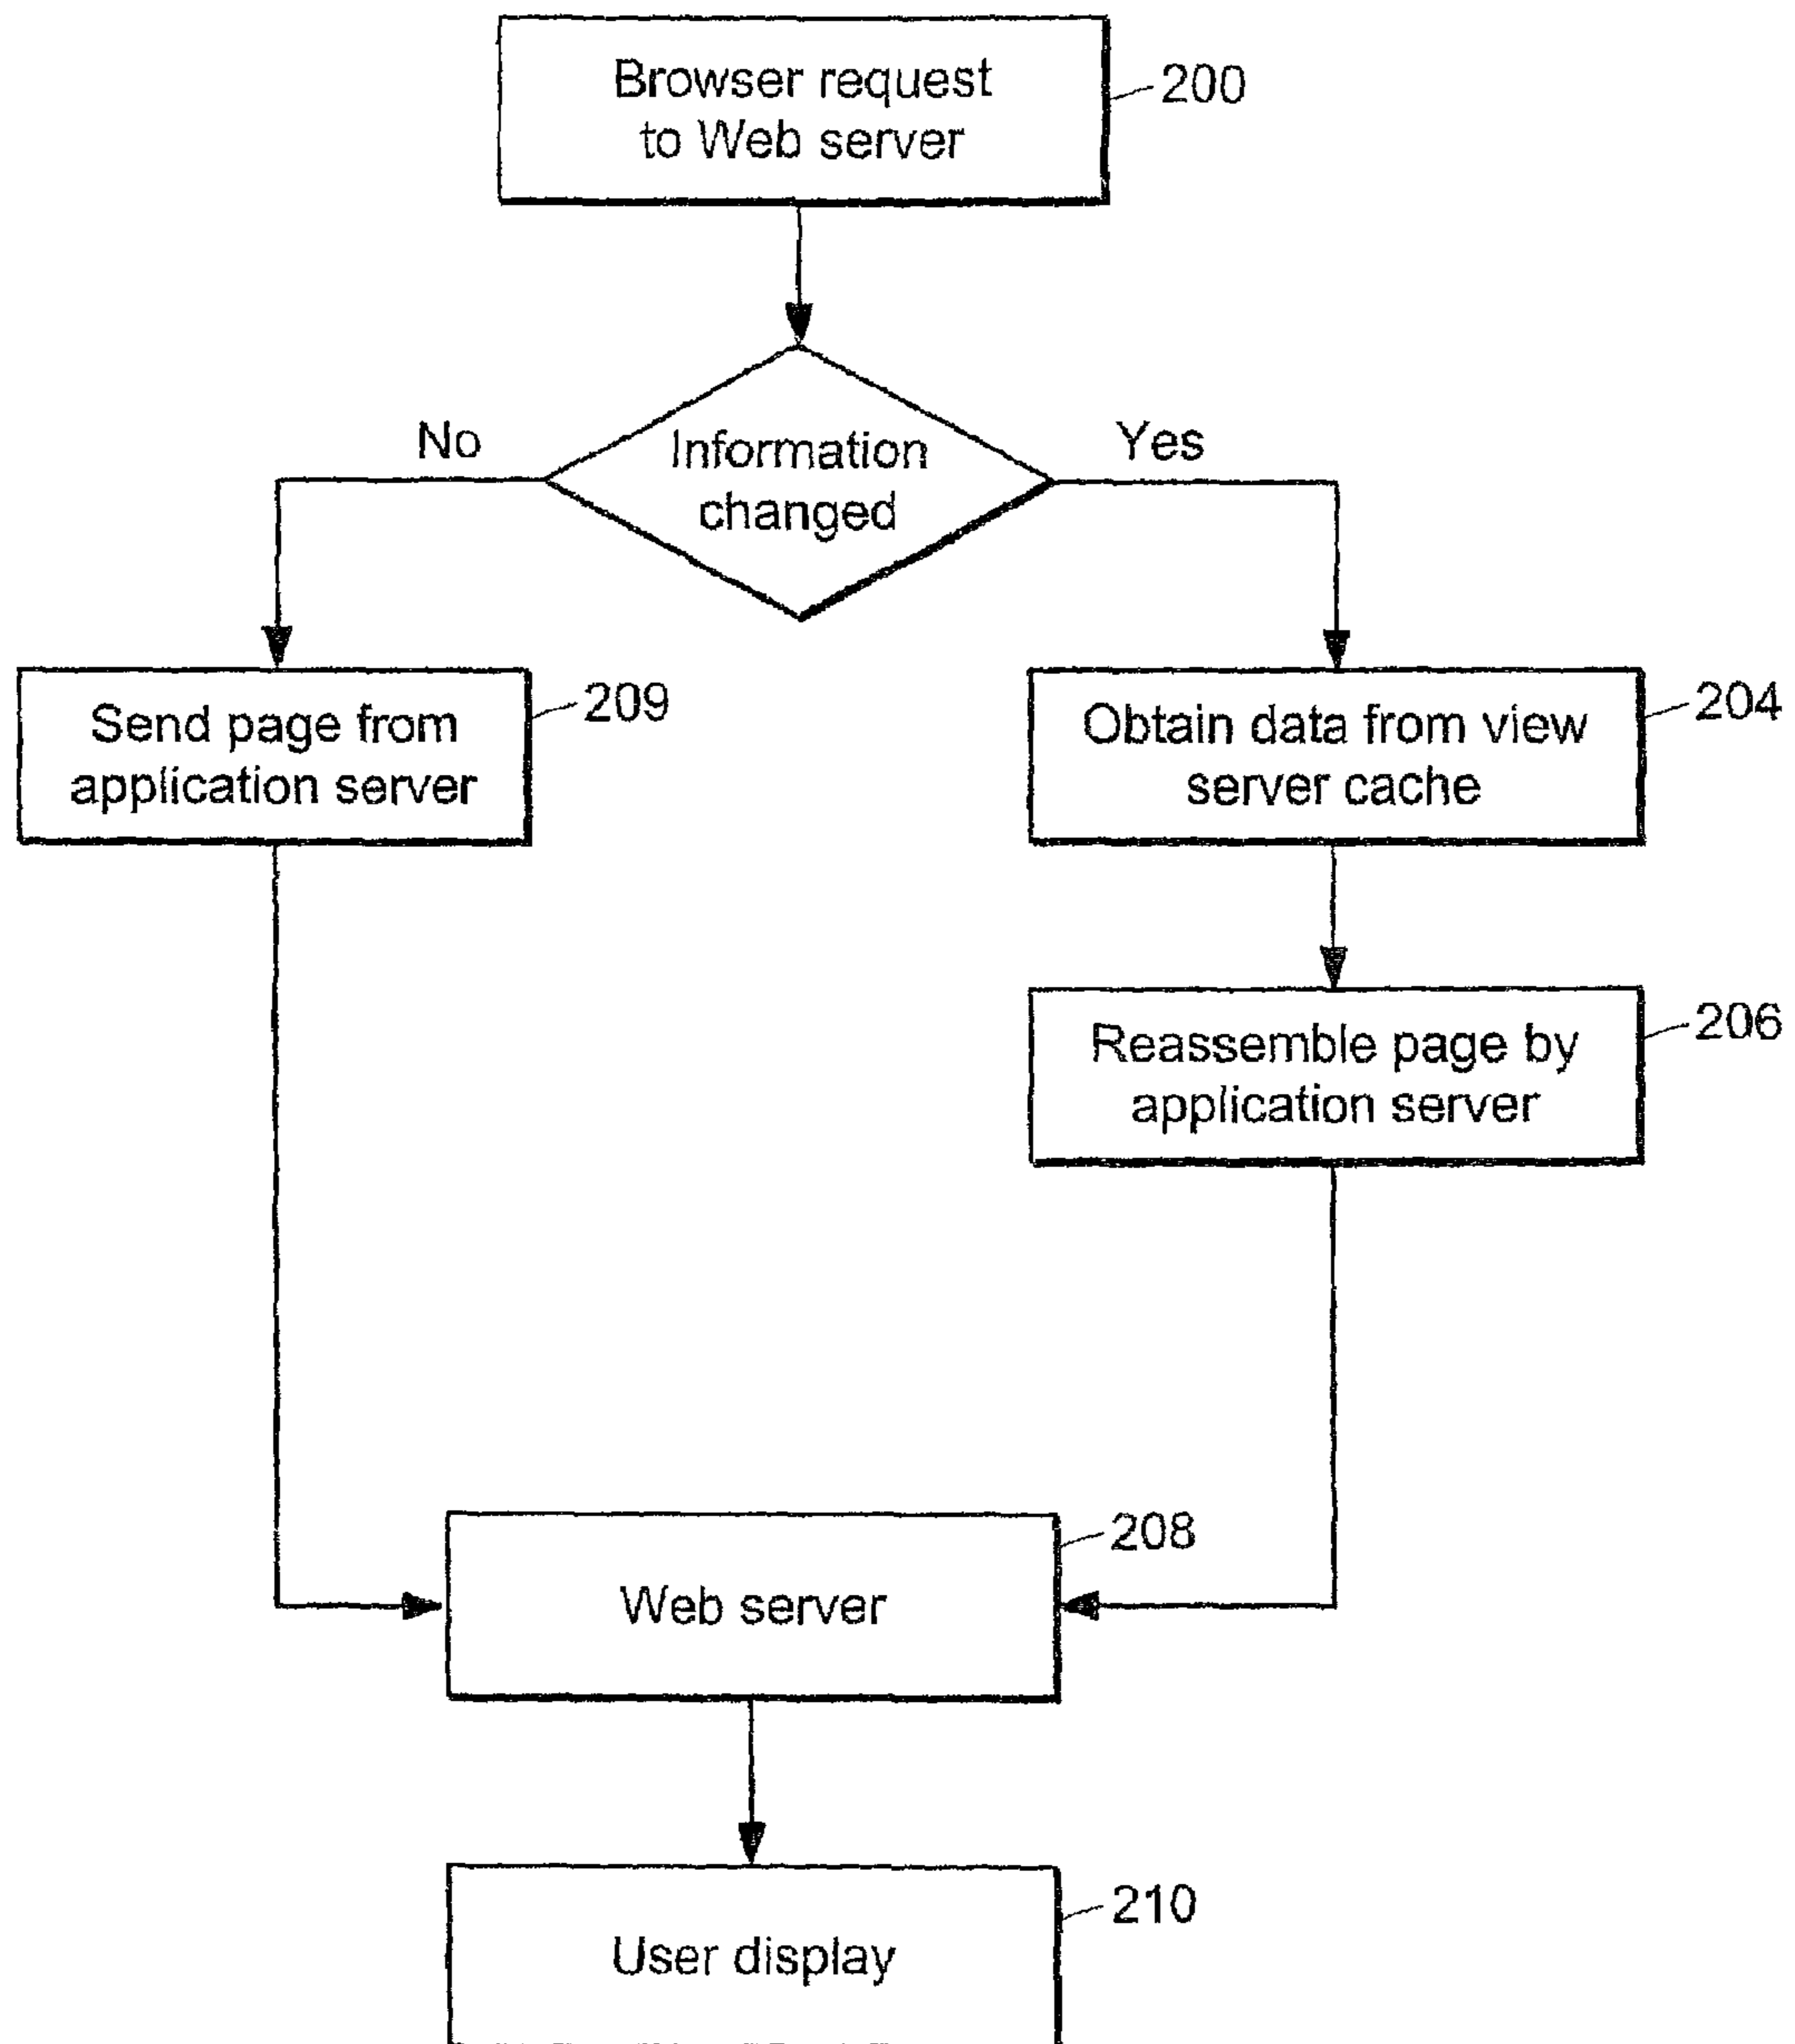 Browser request
to Web server
200
No
Information
changed
Yes
Send page from
application server
209
Obtain data from view
server cache
204
Reassemble page by
application server
206
Web server
208
User display
210